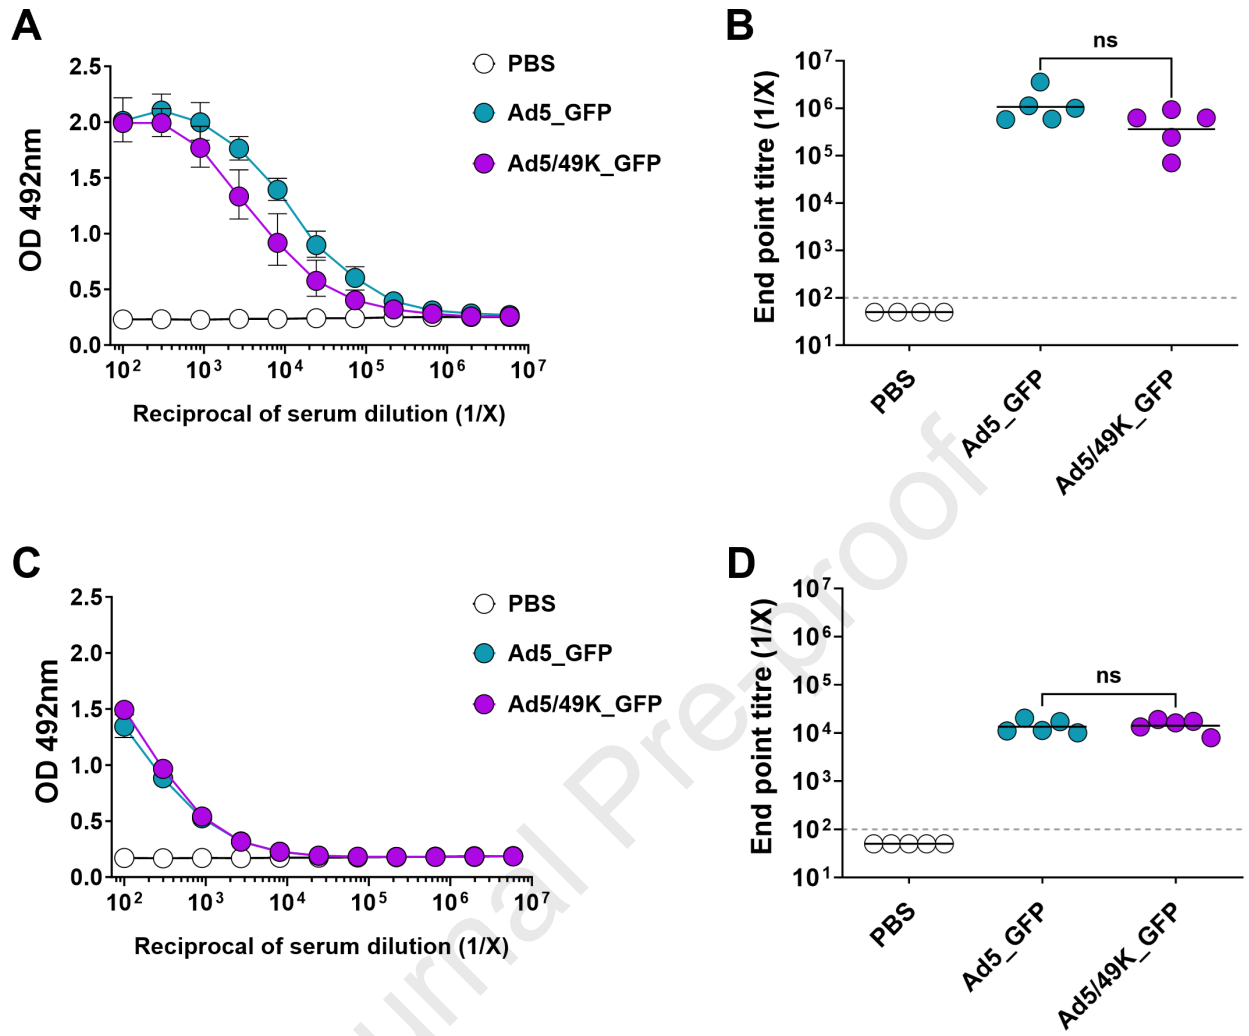 A
2.5
2.0
1.5
1.0
0.5
0.0
OD 492nm
10² 10³ 10⁴ 10⁵ 10⁶ 10⁷
Reciprocal of serum dilution (1/X)
PBS
Ad5_GFP
Ad5/49K_GFP
B
ns
10⁷
10⁶
10⁵
10⁴
10³
10²
10¹
End point titre (1/X)
PBS
Ad5_GFP
Ad5/49K_GFP
C
2.5
2.0
1.5
1.0
0.5
0.0
OD 492nm
10² 10³ 10⁴ 10⁵ 10⁶ 10⁷
Reciprocal of serum dilution (1/X)
PBS
Ad5_GFP
Ad5/49K_GFP
D
ns
10⁷
10⁶
10⁵
10⁴
10³
10²
10¹
End point titre (1/X)
PBS
Ad5_GFP
Ad5/49K_GFP
urnal Pre-proof